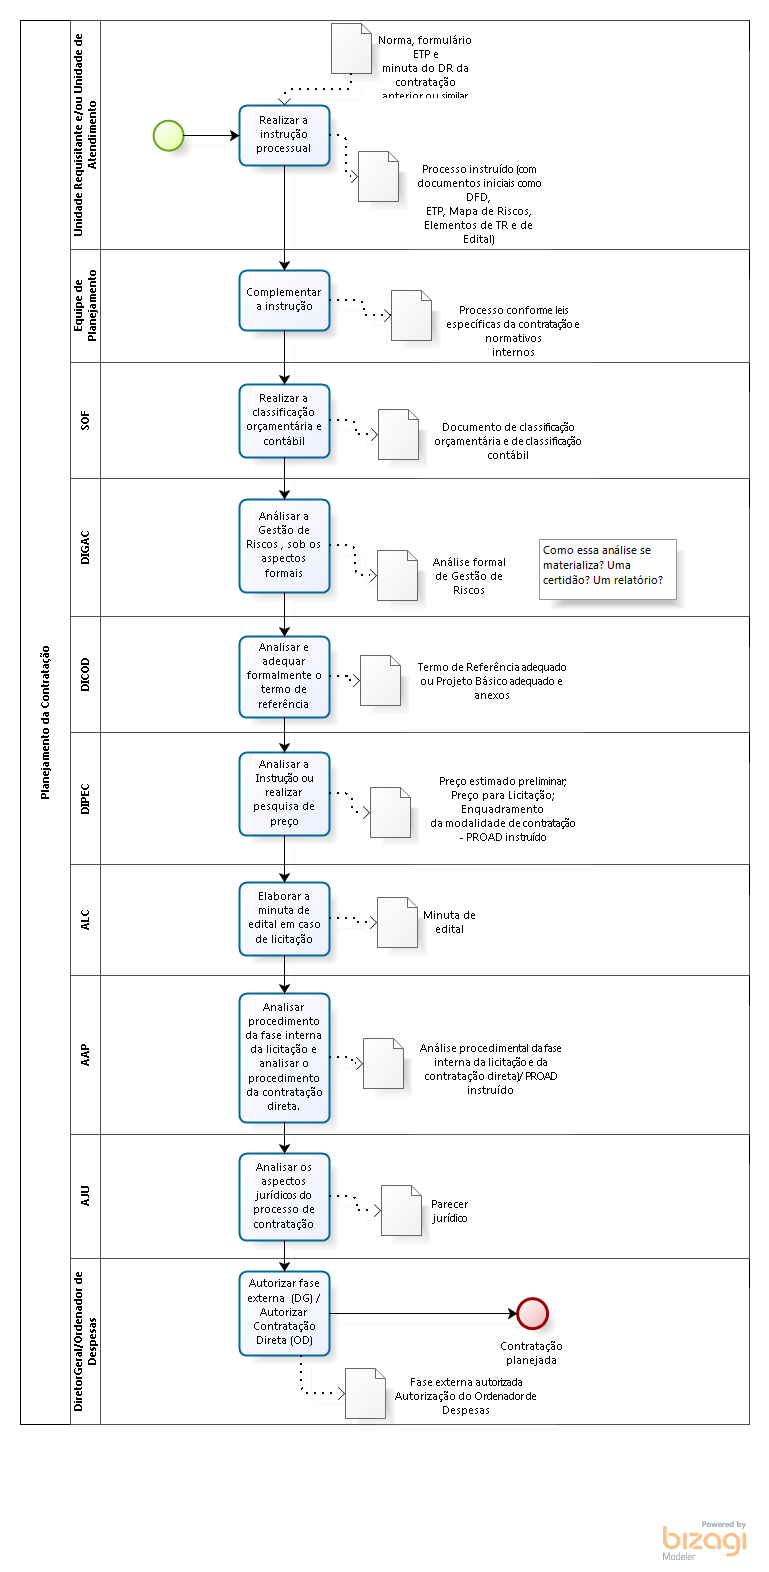 Planejamento da Contratação
Unidade Requisitante e/ou Unidade de
Atendimento
Norma, formulário
ETP e
minuta do DR da
contratação
anterior ou similar
Realizar a
instrução
processual
Processo instruído (com
documentos iniciais como
DFD,
ETP, Mapa de Riscos,
Elementos de TR e de
Edital)
Equipe de
Planejamento
Complementar
a instrução
Processo conforme leis
específicas da contratação e
normativos
internos
SOF
Realizar a
classificação
orçamentária e
contábil
Documento de classificação
orçamentária e de classificação
contábil
DIGAC
Análisar a
Gestão de
Riscos , sob os
aspectos
formais
Análise formal
de Gestão de
Riscos
Como essa análise se
materializa? Uma
certidão? Um relatório?
DICOD
Analisar e
adequar
formalmente o
termo de
referência
Termo de Referência adequado
ou Projeto Básico adequado e
anexos
DIPEC
Analisar a
Instrução ou
realizar
pesquisa de
preço
Preço estimado preliminar;
Preço para Licitação;
Enquadramento
da modalidade de contratação
- PROAD instruído
ALC
Elaborar a
minuta de
edital em caso
de licitação
Minuta de
edital
AAP
Analisar
procedimento
da fase interna
da licitação e
analisar o
procedimento
da contratação
direta.
Análise procedimental da fase
interna da licitação e da
contratação direta)/ PROAD
instruído
AJU
Analisar os
aspectos
jurídicos do
processo de
contratação
Parecer
jurídico
DiretorGeral/Ordenador de
Despesas
Autorizar fase
externa (DG) /
Autorizar
Contratação
Direta (OD)
Contratação
planejada
Fase externa autorizada
Autorização do Ordenador de
Despesas
Powered by
bizagi
Modeler